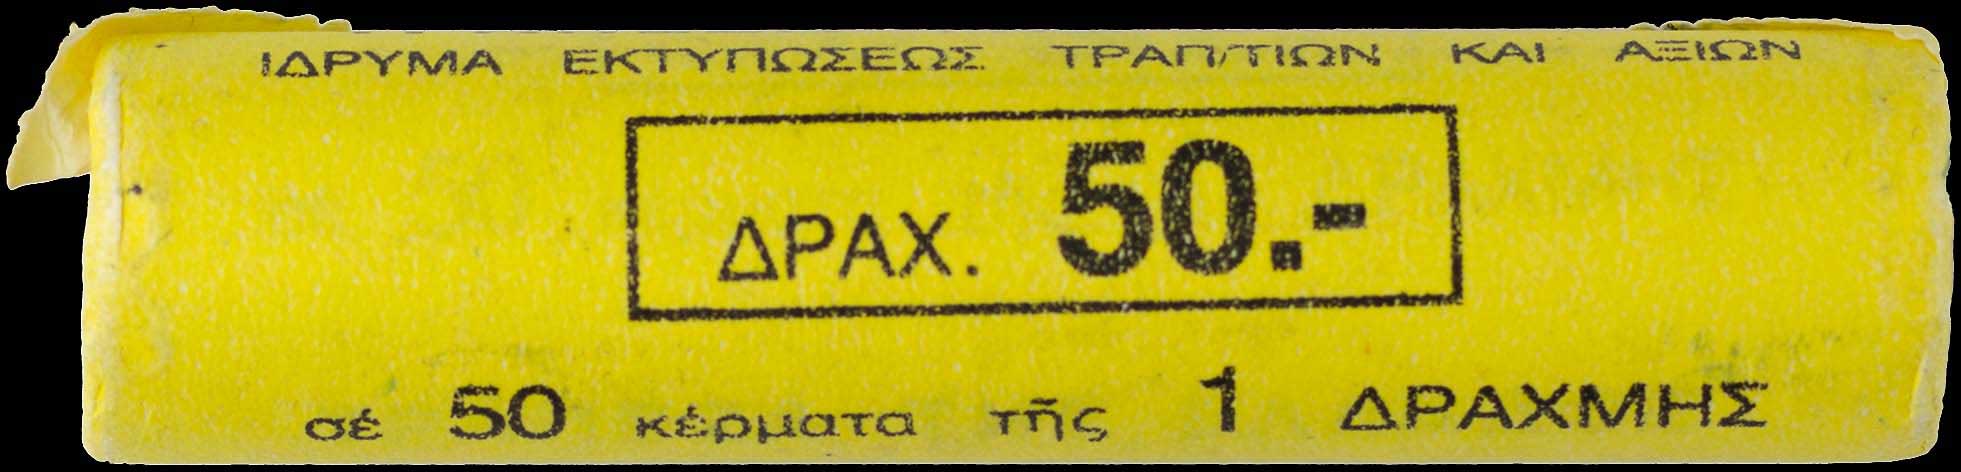 ΙΔΡΥΜΑ ΕΚΤΥΠΩΣΕΩΣ ΤΡΑΠ/ΤΙΩΝ ΚΑΙ ΑΞΙΩΝ
ΔΡΑΧ. 50.-
σέ 50 κέρματα τῆς 1 ΔΡΑΧΜΗΣ